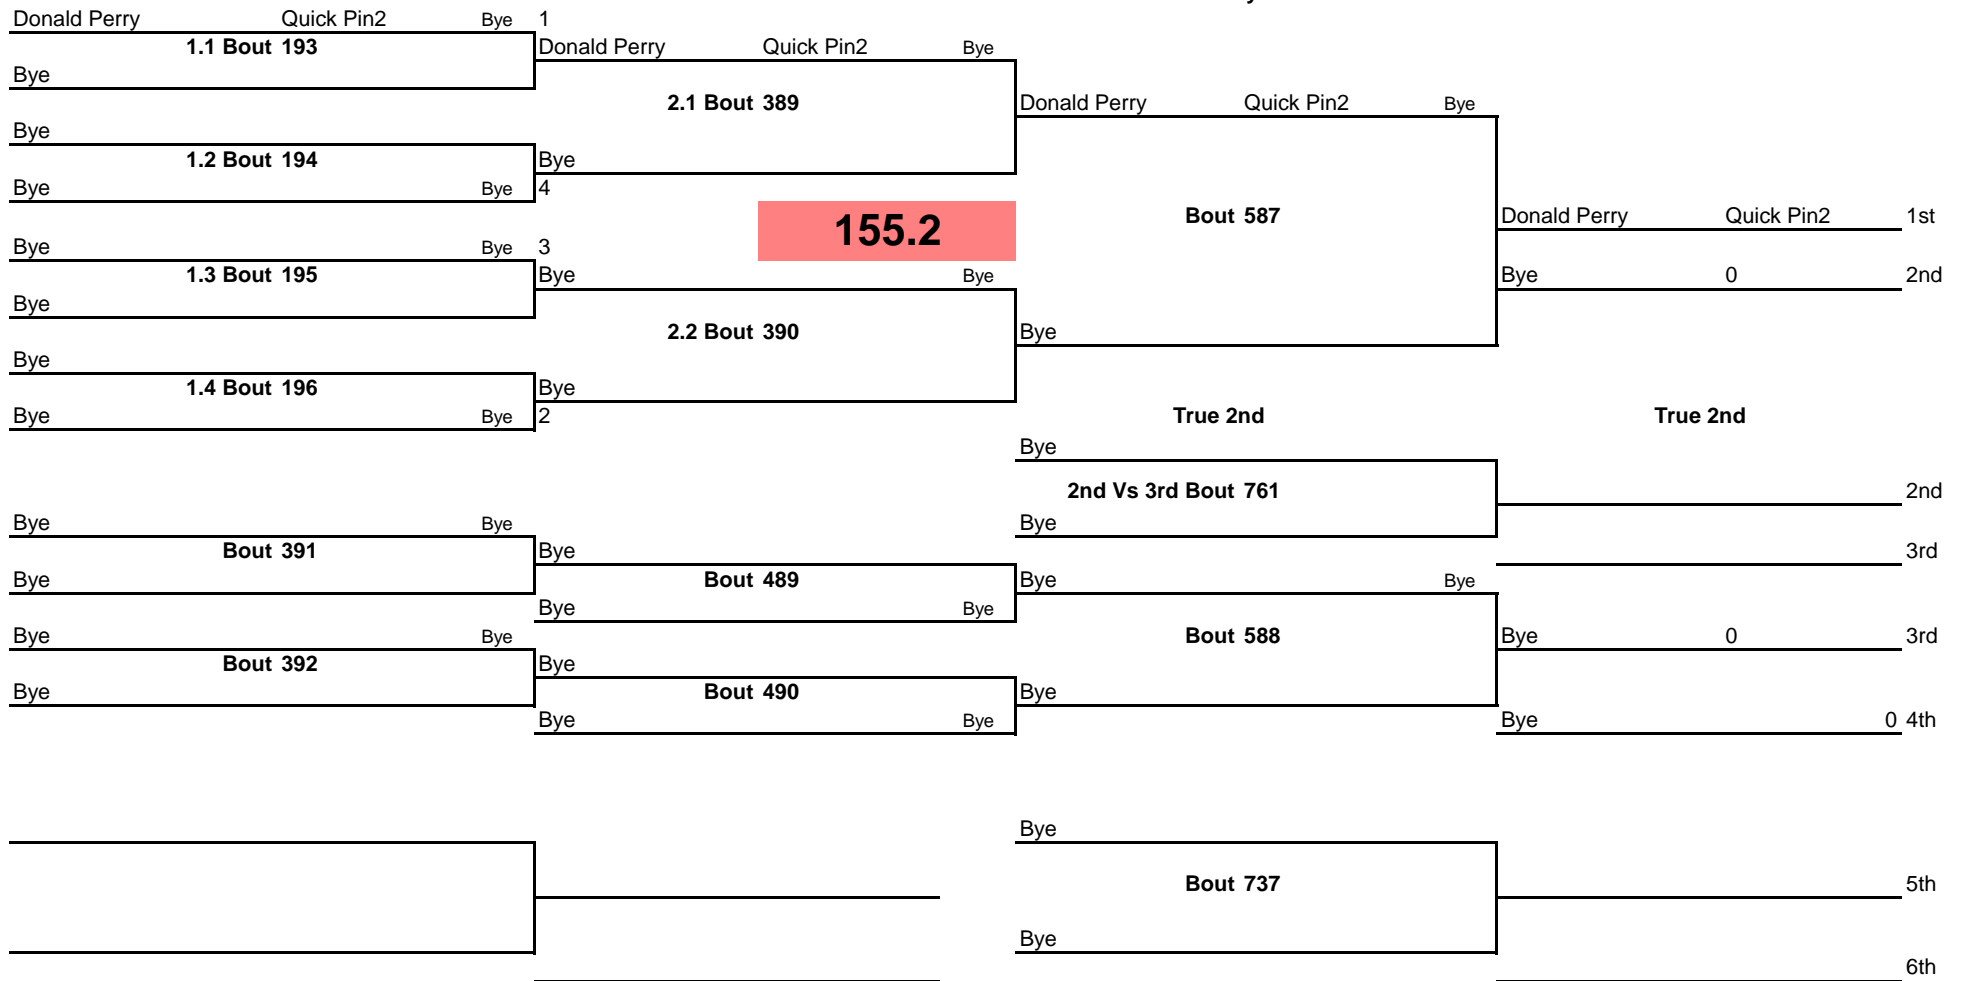 Donald Perry Quick Pin2 Bye 1
1.1 Bout 193 Donald Perry Quick Pin2 Bye
Bye
2.1 Bout 389 Donald Perry Quick Pin2 Bye
Bye
1.2 Bout 194 Bye
Bye Bye 4
155.2 Bout 587 Donald Perry Quick Pin2 1st
Bye Bye 3
1.3 Bout 195 Bye Bye Bye 0 2nd
Bye
2.2 Bout 390 Bye
Bye
1.4 Bout 196 Bye
Bye Bye 2 True 2nd True 2nd
Bye
2nd Vs 3rd Bout 761 2nd
Bye Bye Bye
Bout 391 Bye 3rd
Bye Bout 489 Bye Bye
Bye Bye
Bye Bye Bout 588 Bye 0 3rd
Bout 392 Bye
Bye Bout 490 Bye
Bye Bye Bye 0 4th
Bye
Bout 737 5th
Bye
6th